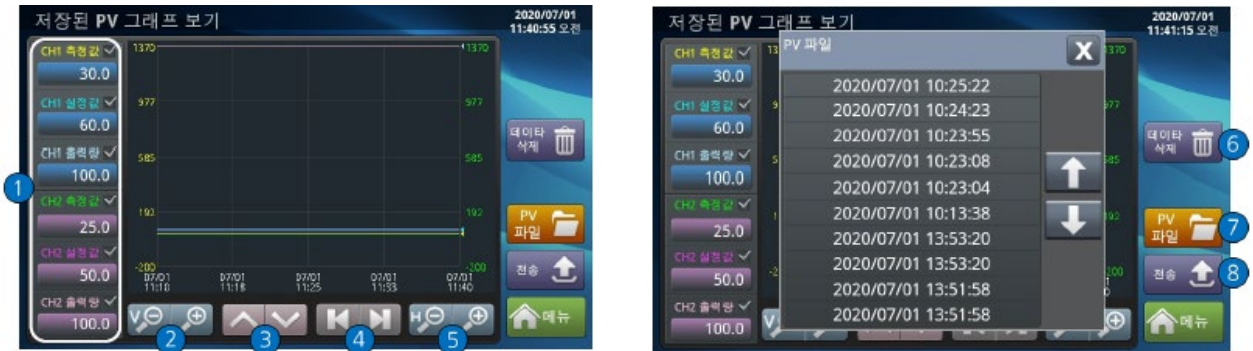 저장된 PV 그래프 보기
2020/07/01
11:40:55 오전
CH1 측정값
30.0
CH1 설정값
60.0
CH1 출력량
100.0
CH2 측정값
25.0
CH2 설정값
50.0
CH2 출력량
100.0
1370
977
585
192
-200
1370
977
585
192
-200
07/01 07/01 07/01 07/01 07/01
11:10 11:18 11:25 11:33 11:40
데이타
삭제
PV
파일
전송
메뉴
V
H
1
2
3
4
5
저장된 PV 그래프 보기
2020/07/01
11:41:15 오전
CH1 측정값
30.0
CH1 설정값
60.0
CH1 출력량
100.0
CH2 측정값
25.0
CH2 설정값
50.0
CH2 출력량
100.0
PV 파일
X
2020/07/01 10:25:22
2020/07/01 10:24:23
2020/07/01 10:23:55
2020/07/01 10:23:08
2020/07/01 10:23:04
2020/07/01 10:13:38
2020/07/01 13:53:20
2020/07/01 13:53:20
2020/07/01 13:51:58
2020/07/01 13:51:58
데이타
삭제
PV
파일
전송
메뉴
V
6
7
8